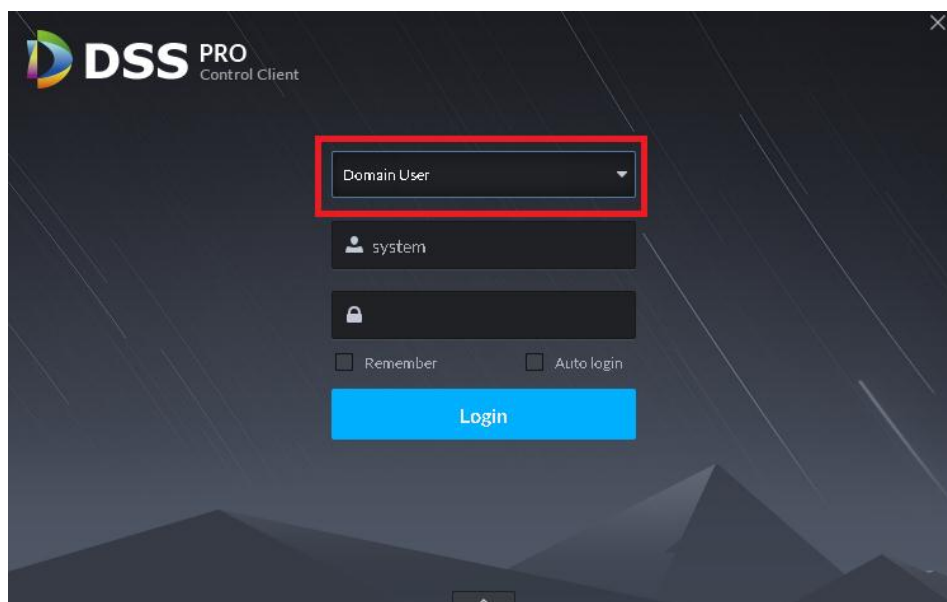 DSS PRO
Control Client
Domain User
system
Remember Auto login
Login